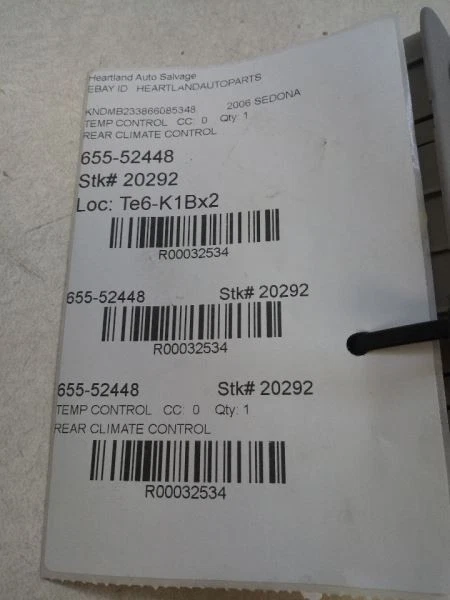 Heartland Auto Salvage
EBAY ID HEARTLANDAUTOPARTS
KNDMB233866085348 2006 SEDONA
TEMP CONTROL CC: 0 Qty: 1
REAR CLIMATE CONTROL
655-52448
Stk# 20292
Loc: Te6-K1Bx2
R00032534
655-52448 Stk# 20292
R00032534
655-52448 Stk# 20292
TEMP CONTROL CC: 0 Qty: 1
REAR CLIMATE CONTROL
R00032534